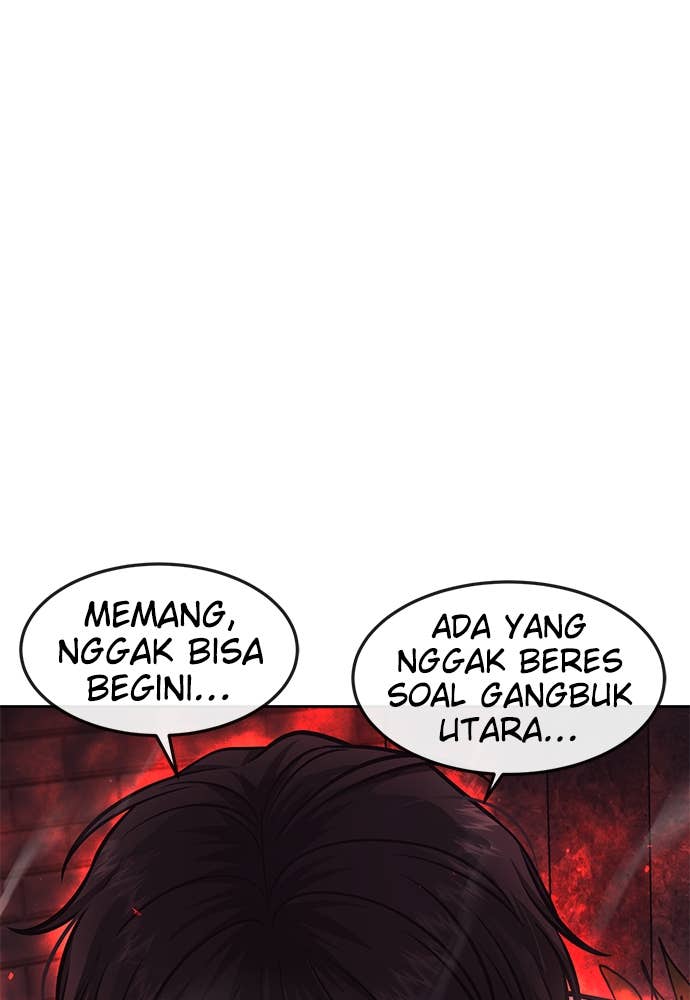 MEMANG,
NGGAK BISA
BEGINI...
ADA YANG
NGGAK BERES
SOAL GANGBUK
UTARA...